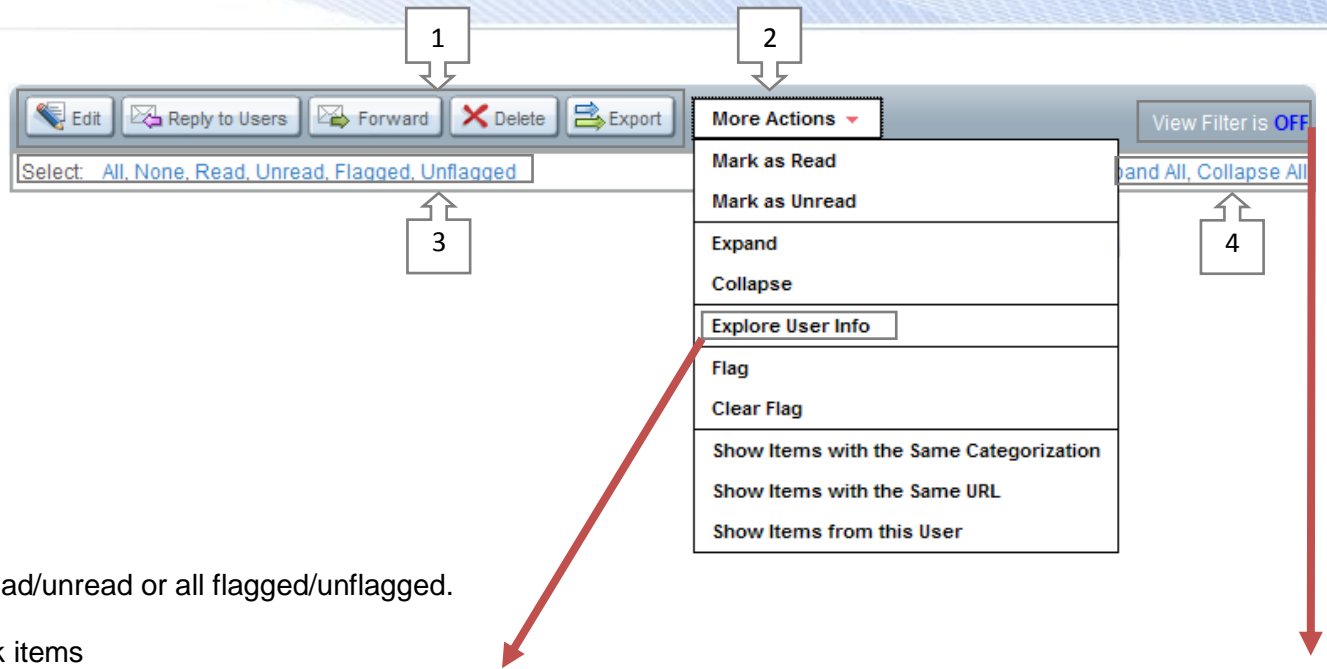 1
2
Edit Reply to Users Forward Delete Export More Actions View Filter is OFF
Select: All, None, Read, Unread, Flagged, Unflagged
pand All, Collapse All
Mark as Read
Mark as Unread
3
4
Expand
Collapse
Explore User Info
Flag
Clear Flag
Show Items with the Same Categorization
Show Items with the Same URL
Show Items from this User
ad/unread or all flagged/unflagged.
k items